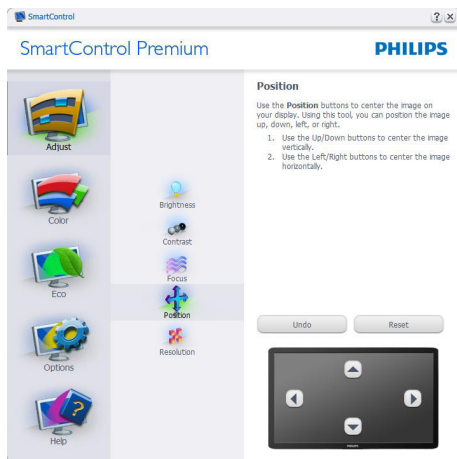 SmartControl
SmartControl Premium
PHILIPS
Adjust
Color
Eco
Options
Help
Brightness
Contrast
Focus
Position
Resolution
Position
Use the Position buttons to center the image on
your display. Using this tool, you can position the image
up, down, left, or right.
1. Use the Up/Down buttons to center the image
vertically.
2. Use the Left/Right buttons to center the image
horizontally.
Undo
Reset
PHILIPS